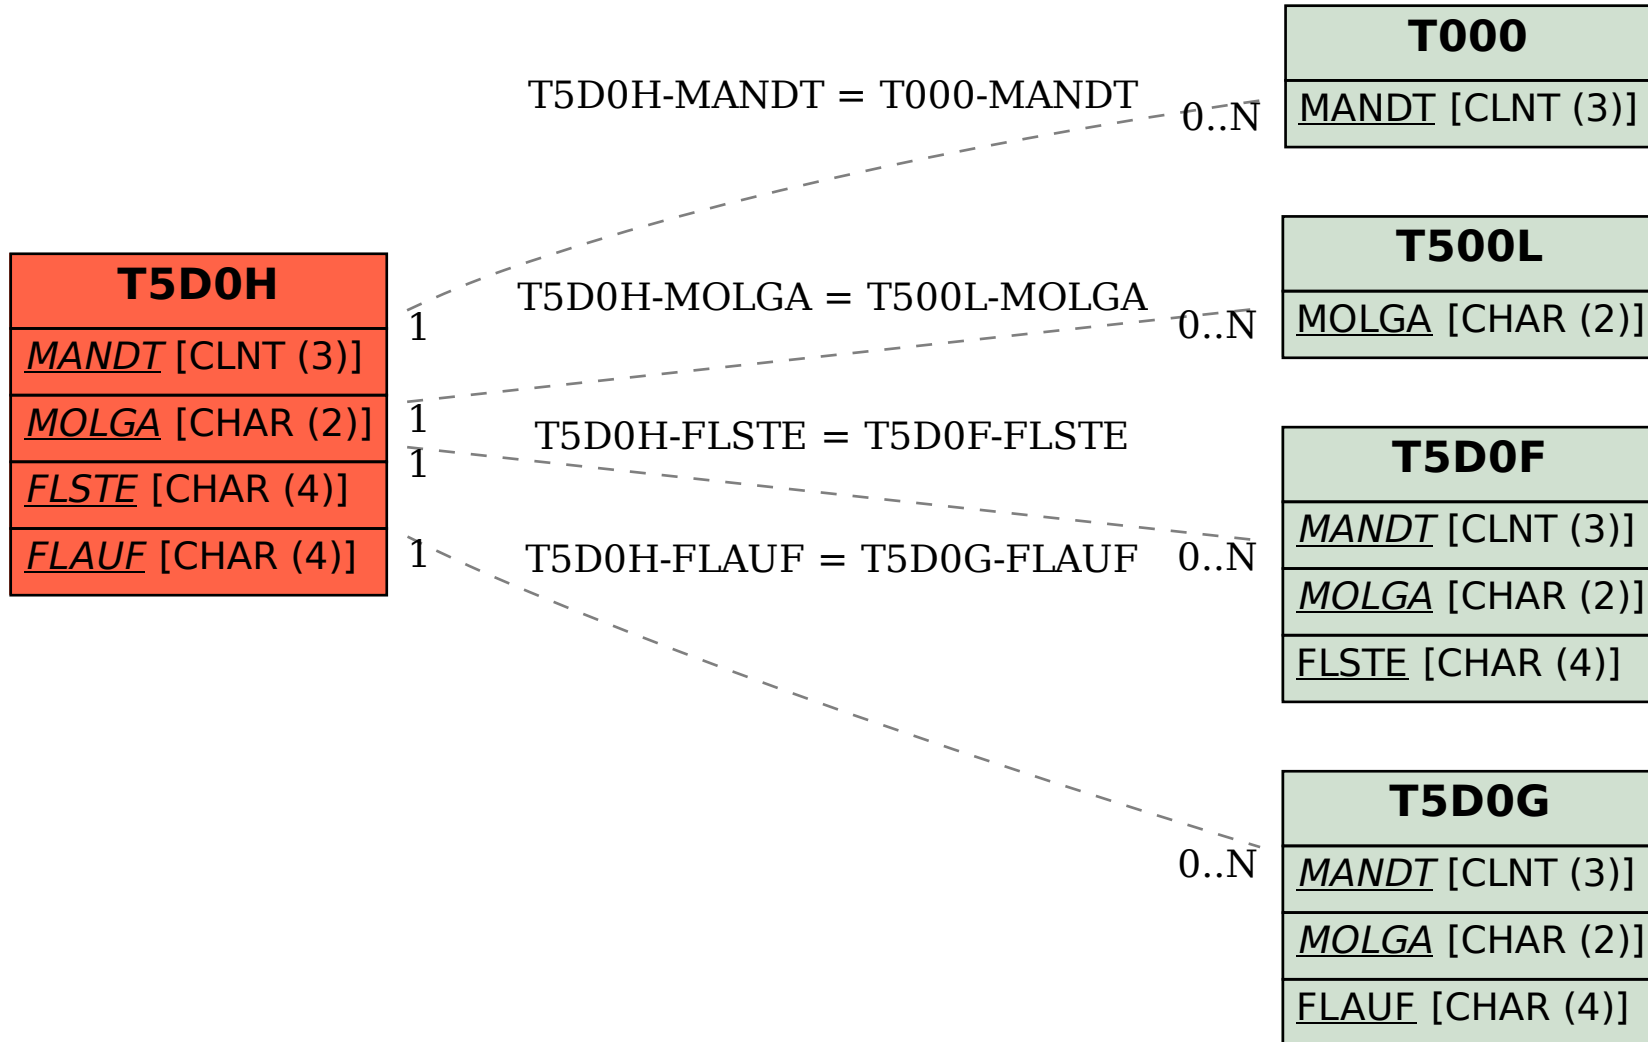 T5D0H
MANDT [CLNT (3)]
MOLGA [CHAR (2)]
FLSTE [CHAR (4)]
FLAUF [CHAR (4)]
T5D0H-MANDT = T000-MANDT
0..N
1
T5D0H-MOLGA = T500L-MOLGA
0..N
1
T5D0H-FLSTE = T5D0F-FLSTE
1
0..N
T5D0H-FLAUF = T5D0G-FLAUF
1
0..N
T000
MANDT [CLNT (3)]
T500L
MOLGA [CHAR (2)]
T5D0F
MANDT [CLNT (3)]
MOLGA [CHAR (2)]
FLSTE [CHAR (4)]
T5D0G
MANDT [CLNT (3)]
MOLGA [CHAR (2)]
FLAUF [CHAR (4)]